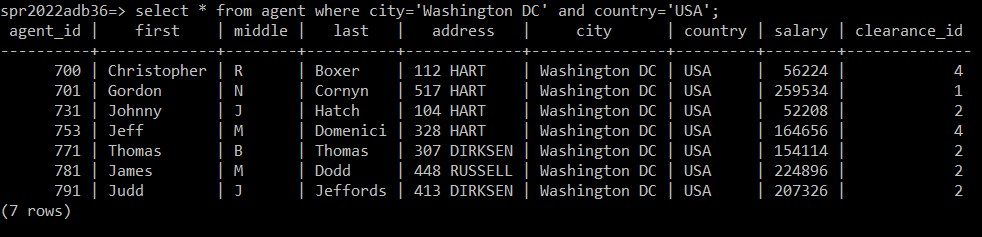 spr2022adb36=> select * from agent where city='Washington DC' and country='USA';
 agent_id |    first    | middle |   last   |   address   |     city      | country | salary | clearance_id
----------+-------------+--------+----------+-------------+---------------+---------+--------+--------------
      700 | Christopher | R      | Boxer    | 112 HART    | Washington DC | USA     |  56224 |            4
      701 | Gordon      | N      | Cornyn   | 517 HART    | Washington DC | USA     | 259534 |            1
      731 | Johnny      | J      | Hatch    | 104 HART    | Washington DC | USA     |  52208 |            2
      753 | Jeff        | M      | Domenici | 328 HART    | Washington DC | USA     | 164656 |            4
      771 | Thomas      | B      | Thomas   | 307 DIRKSEN | Washington DC | USA     | 154114 |            2
      781 | James       | M      | Dodd     | 448 RUSSELL | Washington DC | USA     | 224896 |            2
      791 | Judd        | J      | Jeffords | 413 DIRKSEN | Washington DC | USA     | 207326 |            2
(7 rows)